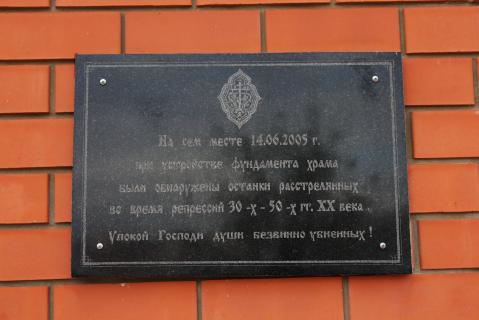 На сем месте 14.06.2005 г.
при устройстве фундамента храма
были обнаружены останки расстрелянных
во время репрессий 30-х-50-х гг. XX века.
Упокой Господи души безвинно убиенных!